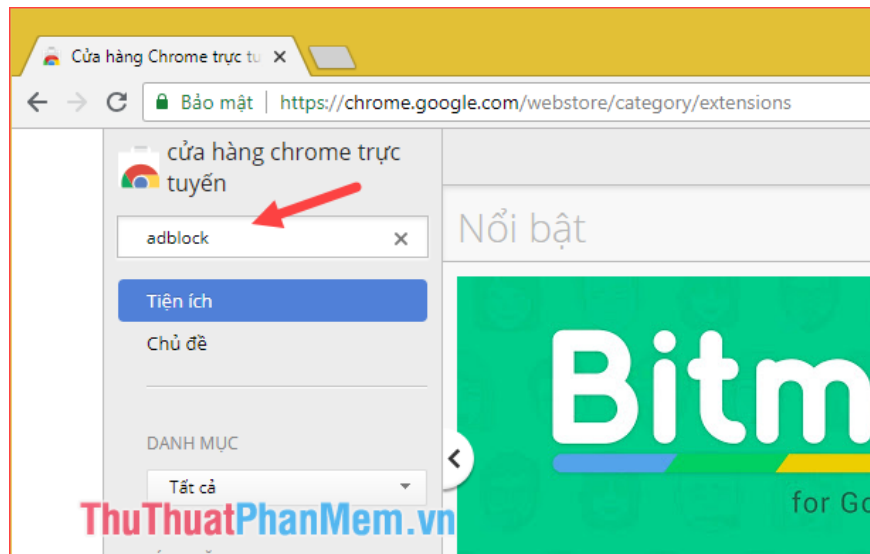 Cửa hàng Chrome trực tu
Bảo mật
https://chrome.google.com/webstore/category/extensions
cửa hàng chrome trực
tuyến
adblock
Nổi bật
Tiện ích
Chủ đề
Bitm
for Go
DANH MỤC
Tất cả
ThuThuatPhanMem.vn